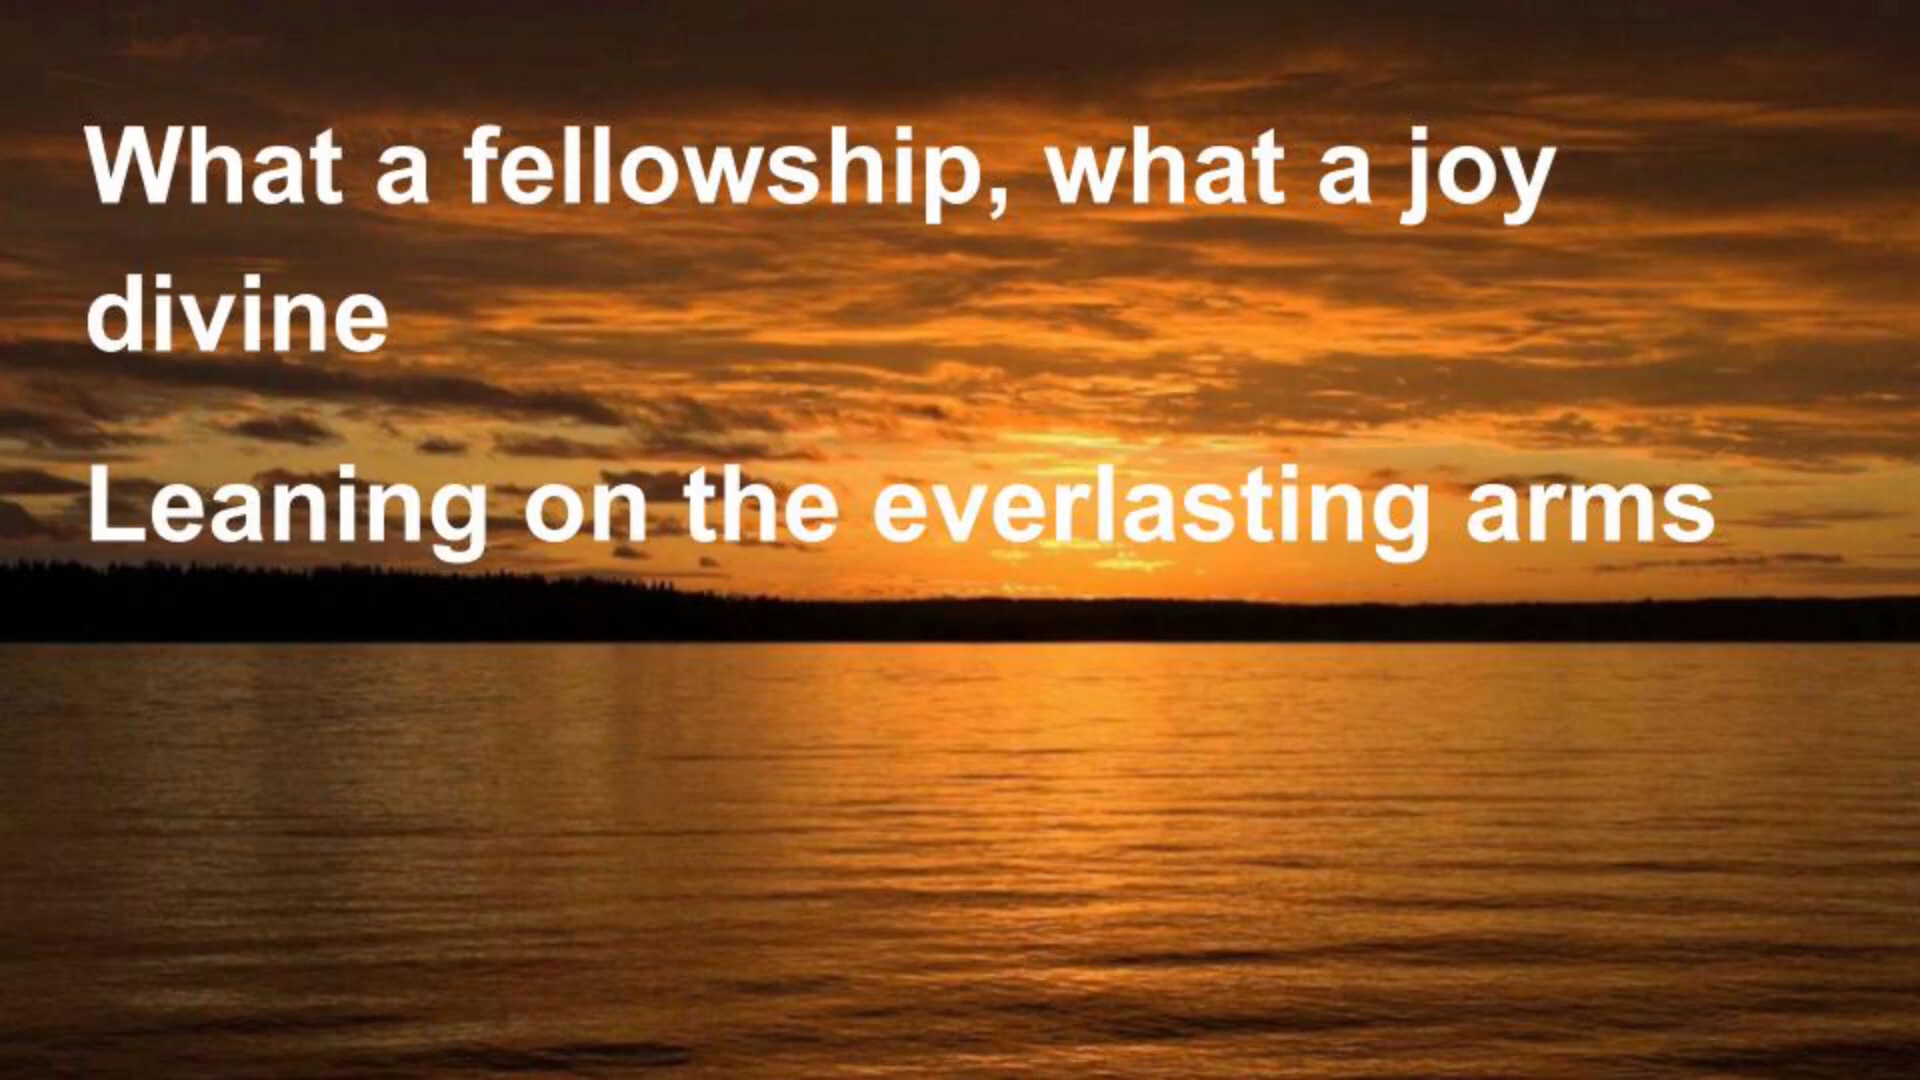 What a fellowship, what a joy
divine
Leaning on the everlasting arms